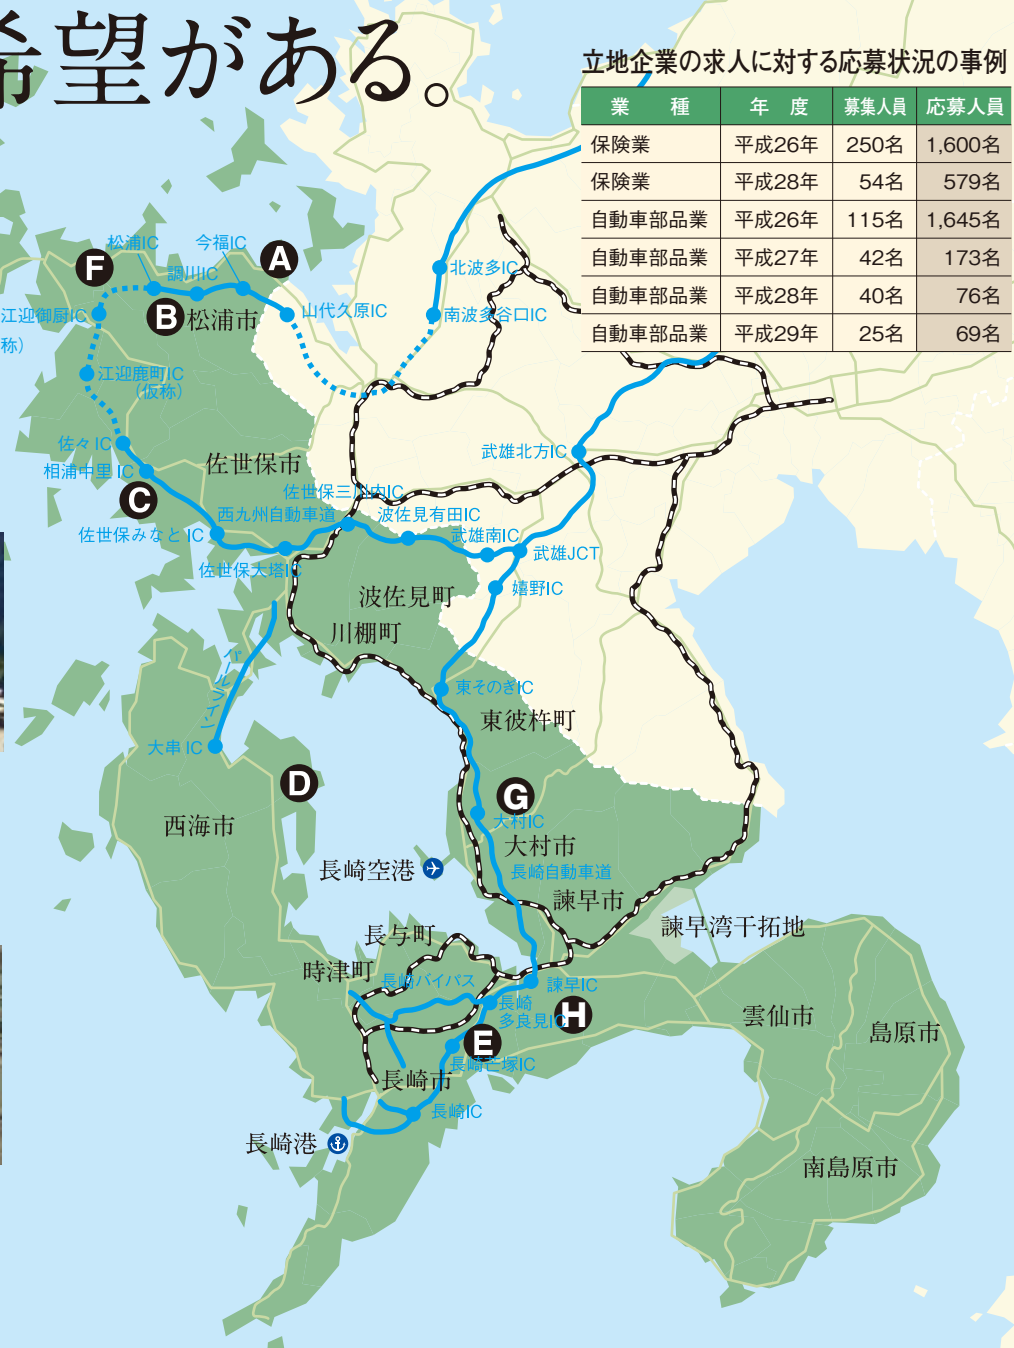 希望がある。
立地企業の求人に対する応募状況の事例
業　種 年　度 募集人員 応募人員
保険業 平成26年 250名 1,600名
保険業 平成28年 54名 579名
自動車部品業 平成26年 115名 1,645名
自動車部品業 平成27年 42名 173名
自動車部品業 平成28年 40名 76名
自動車部品業 平成29年 25名 69名
松浦IC
今福IC
A
F
調川IC
北波多IC
江迎御厨IC
称）
B
松浦市
山代久原IC
南波多谷口IC
江迎鹿町IC
（仮称）
佐々IC
相浦中里IC
C
佐世保市
武雄北方IC
佐世保三川内IC
西九州自動車道
波佐見有田IC
佐世保みなとIC
武雄南IC
武雄JCT
佐世保大塔IC
嬉野IC
波佐見町
川棚町
パールライン
東そのぎIC
東彼杵町
大串IC
D
G
大村IC
西海市
大村市
長崎空港
長崎自動車道
諫早市
諫早湾干拓地
長与町
時津町
長崎バイパス
諫早IC
長崎
多良見IC
H
雲仙市
島原市
E
長崎芒塚IC
長崎市
長崎IC
長崎港
南島原市